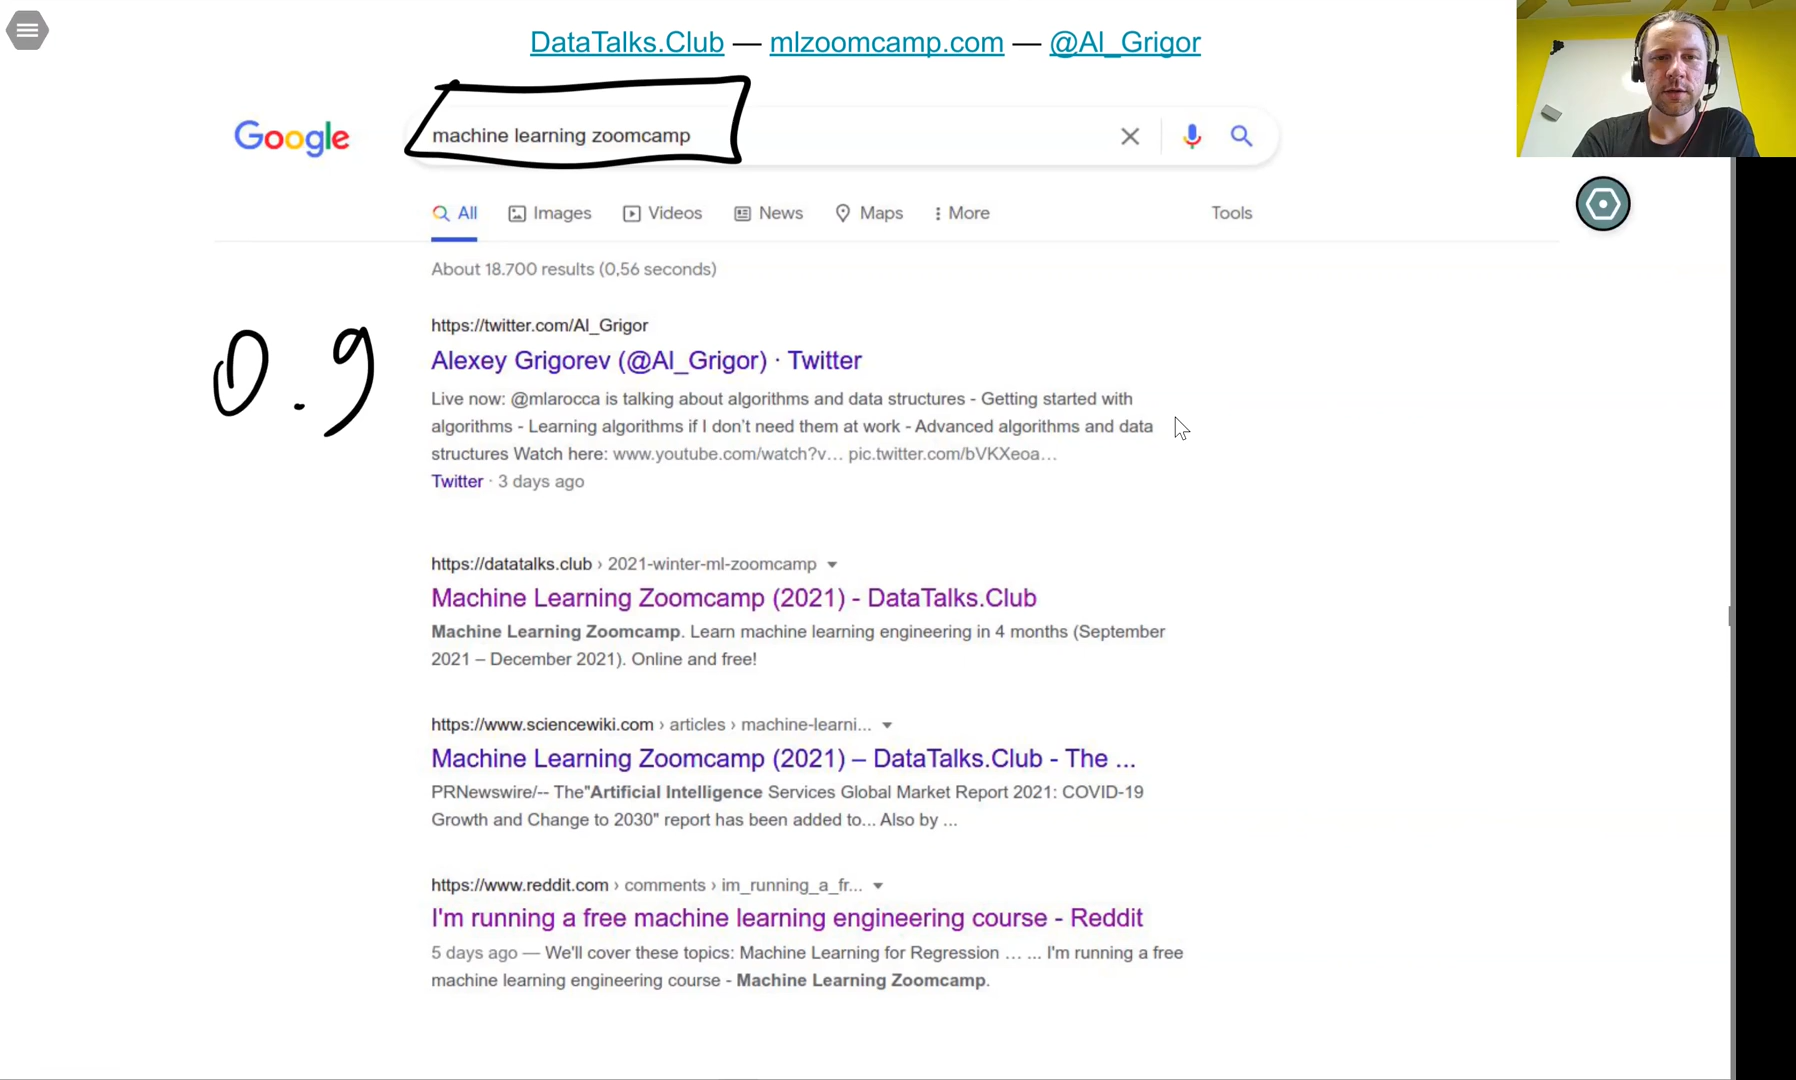 DataTalks.Club — mlzoomcamp.com — @Al_Grigor
Google
machine learning zoomcamp
All Images Videos News Maps More Tools
About 18.700 results (0,56 seconds)
0.9
https://twitter.com/Al_Grigor
Alexey Grigorev (@Al_Grigor) · Twitter
Live now: @mlarocca is talking about algorithms and data structures - Getting started with
algorithms - Learning algorithms if I don't need them at work - Advanced algorithms and data
structures Watch here: www.youtube.com/watch?v… pic.twitter.com/bVKXeoa…
Twitter · 3 days ago
https://datatalks.club › 2021-winter-ml-zoomcamp
Machine Learning Zoomcamp (2021) - DataTalks.Club
Machine Learning Zoomcamp. Learn machine learning engineering in 4 months (September
2021 – December 2021). Online and free!
https://www.sciencewiki.com › articles › machine-learni...
Machine Learning Zoomcamp (2021) – DataTalks.Club - The ...
PRNewswire/-- The"Artificial Intelligence Services Global Market Report 2021: COVID-19
Growth and Change to 2030" report has been added to... Also by ...
https://www.reddit.com › comments › im_running_a_fr...
I'm running a free machine learning engineering course - Reddit
5 days ago — We'll cover these topics: Machine Learning for Regression … ... I'm running a free
machine learning engineering course - Machine Learning Zoomcamp.